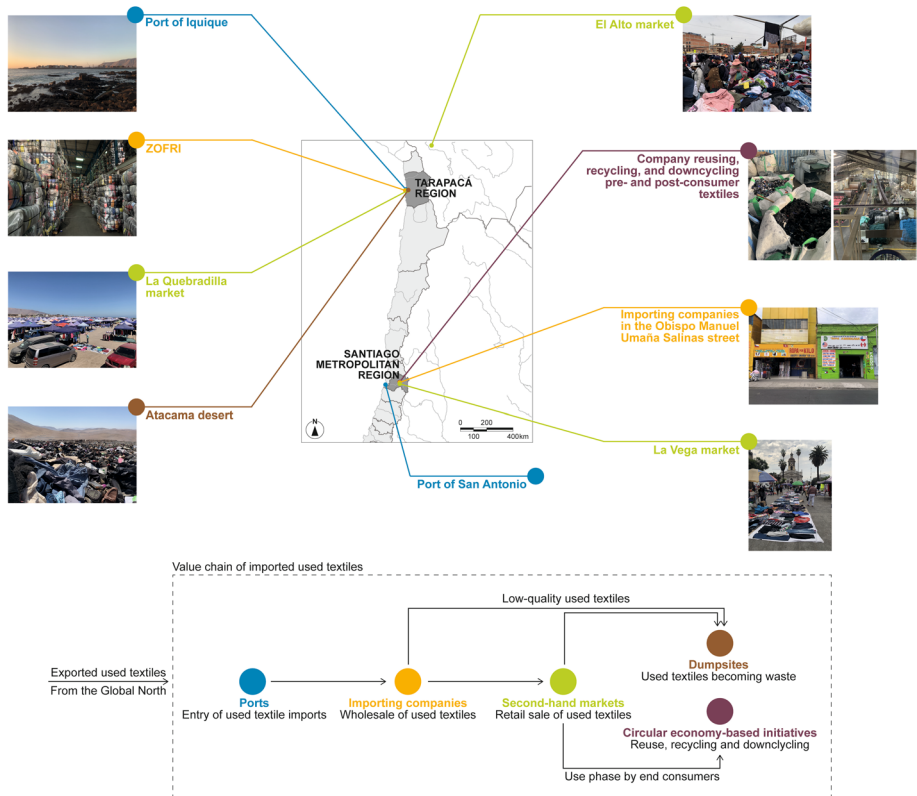 Port of Iquique
El Alto market
ZOFRI
Company reusing,
recycling, and downcycling
pre- and post-consumer
textiles
TARAPACÁ
REGION
La Quebradilla
market
Importing companies
in the Obispo Manuel
Umaña Salinas street
SANTIAGO
METROPOLITAN
REGION
Atacama desert
N
0 200
100 400km
La Vega market
Port of San Antonio
Value chain of imported used textiles
Low-quality used textiles
Exported used textiles
From the Global North
Dumpsites
Used textiles becoming waste
Ports
Entry of used textile imports
Importing companies
Wholesale of used textiles
Second-hand markets
Retail sale of used textiles
Circular economy-based initiatives
Reuse, recycling and downclycling
Use phase by end consumers